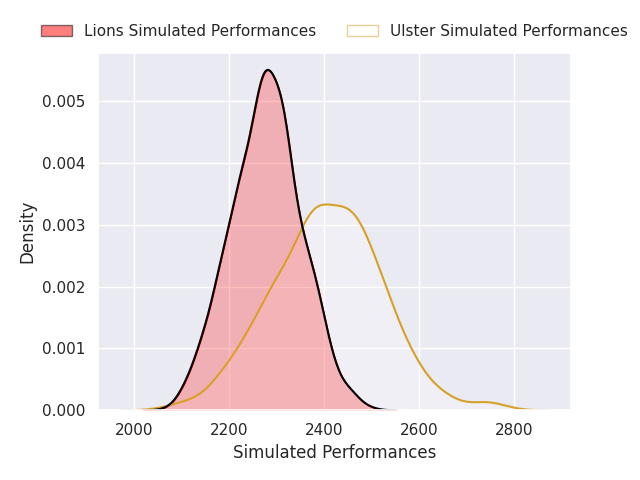 Lions Simulated Performances Ulster Simulated Performances
0.005
0.004
0.003
0.002
0.001
0.000
Density
2000 2200 2400 2600 2800
Simulated Performances